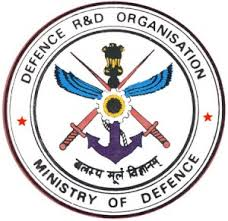 DEFENCE R&D ORGANISATION
बलस्य मूलं विज्ञानम्
MINISTRY OF DEFENCE